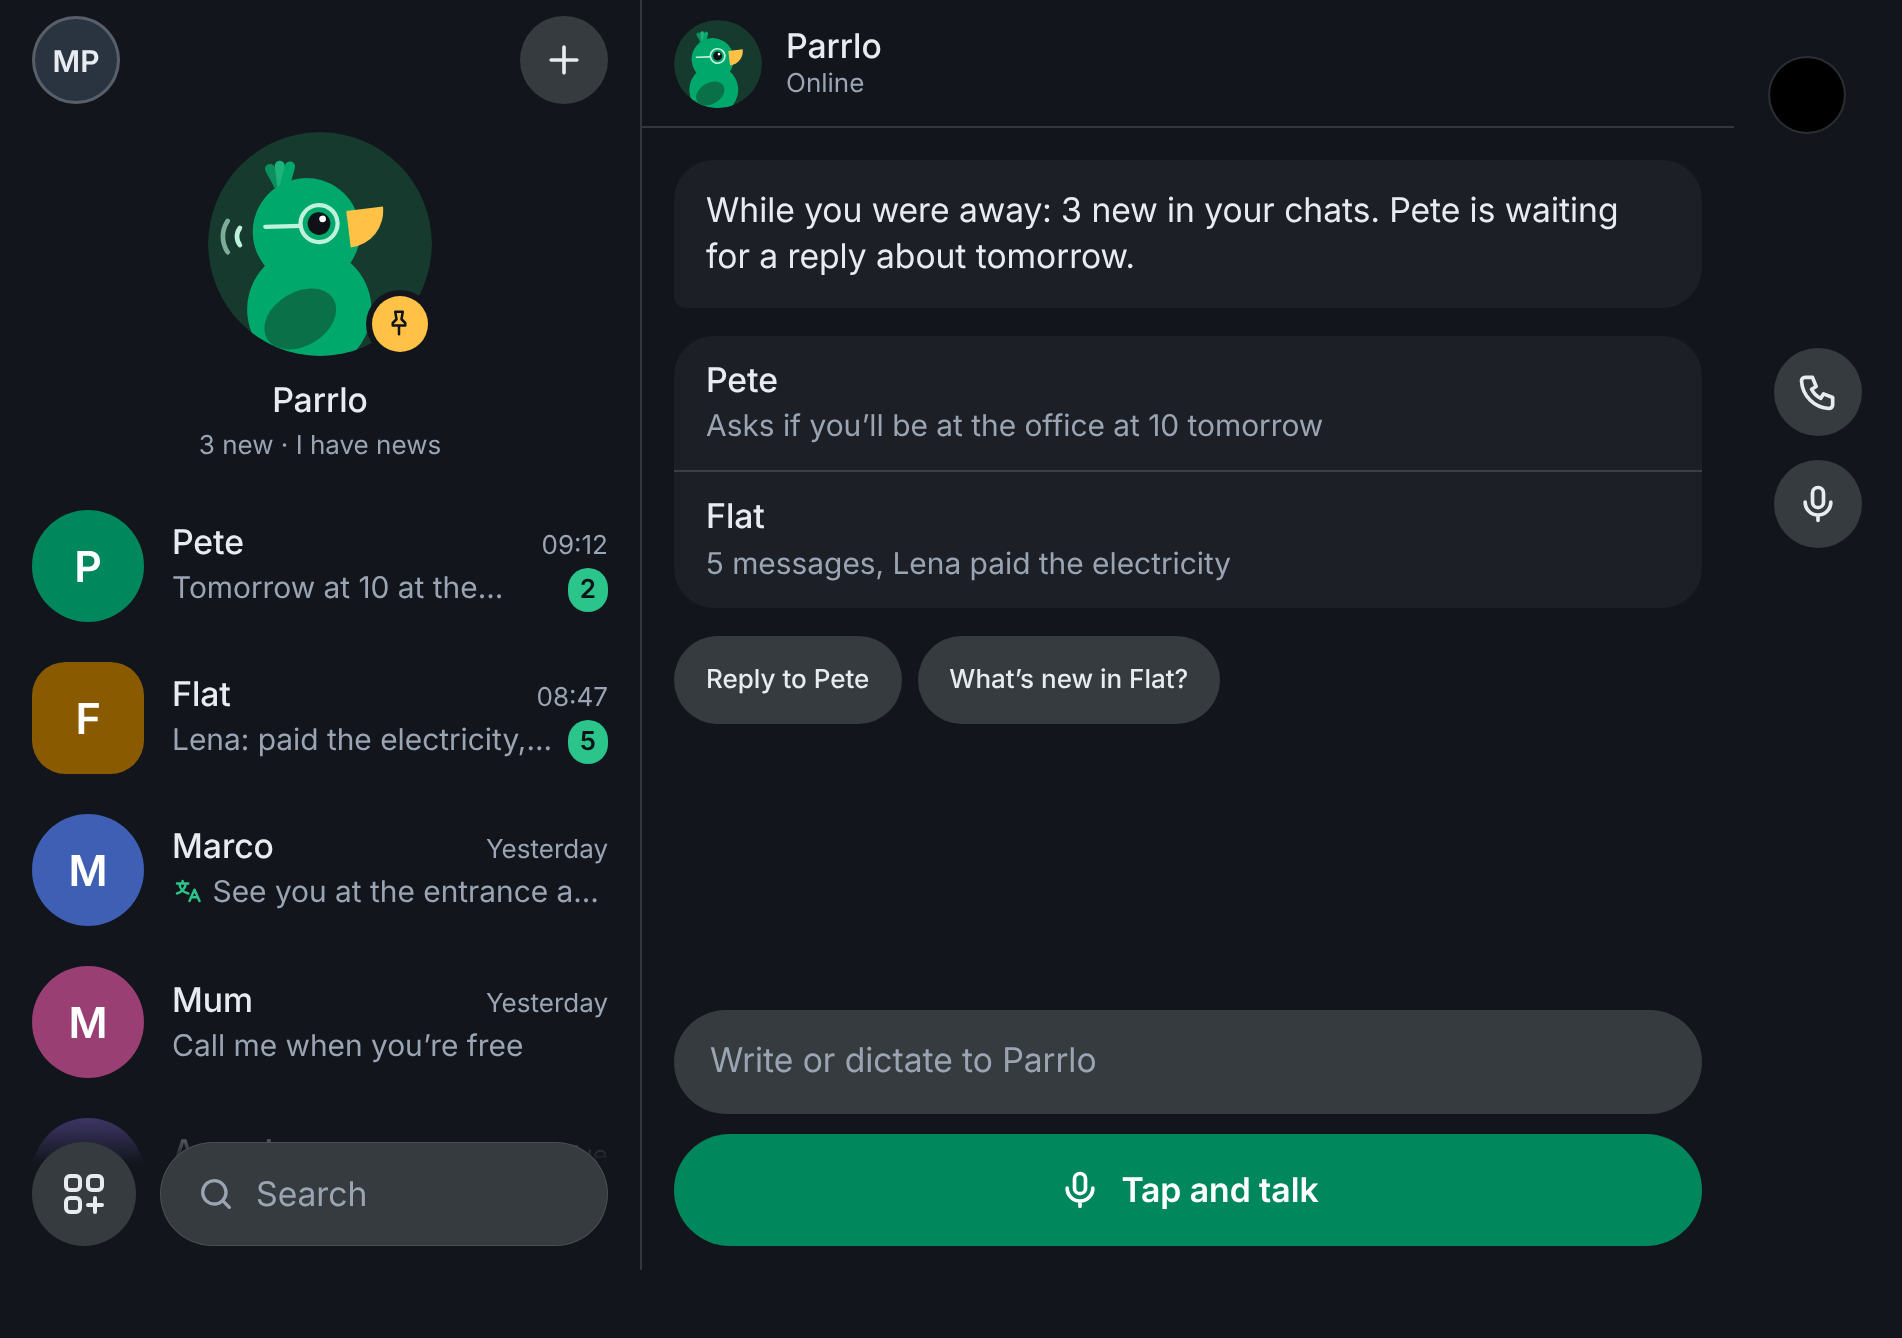 MP
Parrlo
3 new · I have news
P
Pete
09:12
Tomorrow at 10 at the...
2
F
Flat
08:47
Lena: paid the electricity,...
5
M
Marco
Yesterday
See you at the entrance a...
M
Mum
Yesterday
Call me when you’re free
Search
Parrlo
Online
While you were away: 3 new in your chats. Pete is waiting
for a reply about tomorrow.
Pete
Asks if you’ll be at the office at 10 tomorrow
Flat
5 messages, Lena paid the electricity
Reply to Pete
What’s new in Flat?
Write or dictate to Parrlo
Tap and talk